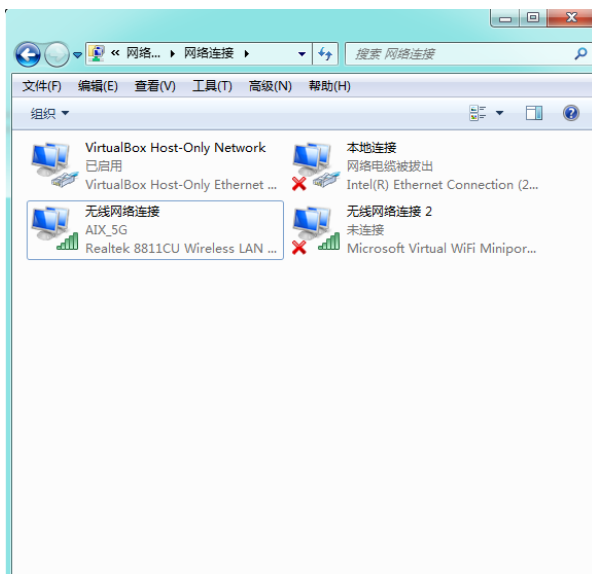 « 网络... 网络连接
搜索 网络连接
文件(F) 编辑(E) 查看(V) 工具(T) 高级(N) 帮助(H)
组织
VirtualBox Host-Only Network
已启用
VirtualBox Host-Only Ethernet ...
本地连接
网络电缆被拔出
Intel(R) Ethernet Connection (2...
无线网络连接
AIX_5G
Realtek 8811CU Wireless LAN ...
无线网络连接 2
未连接
Microsoft Virtual WiFi Minipor...